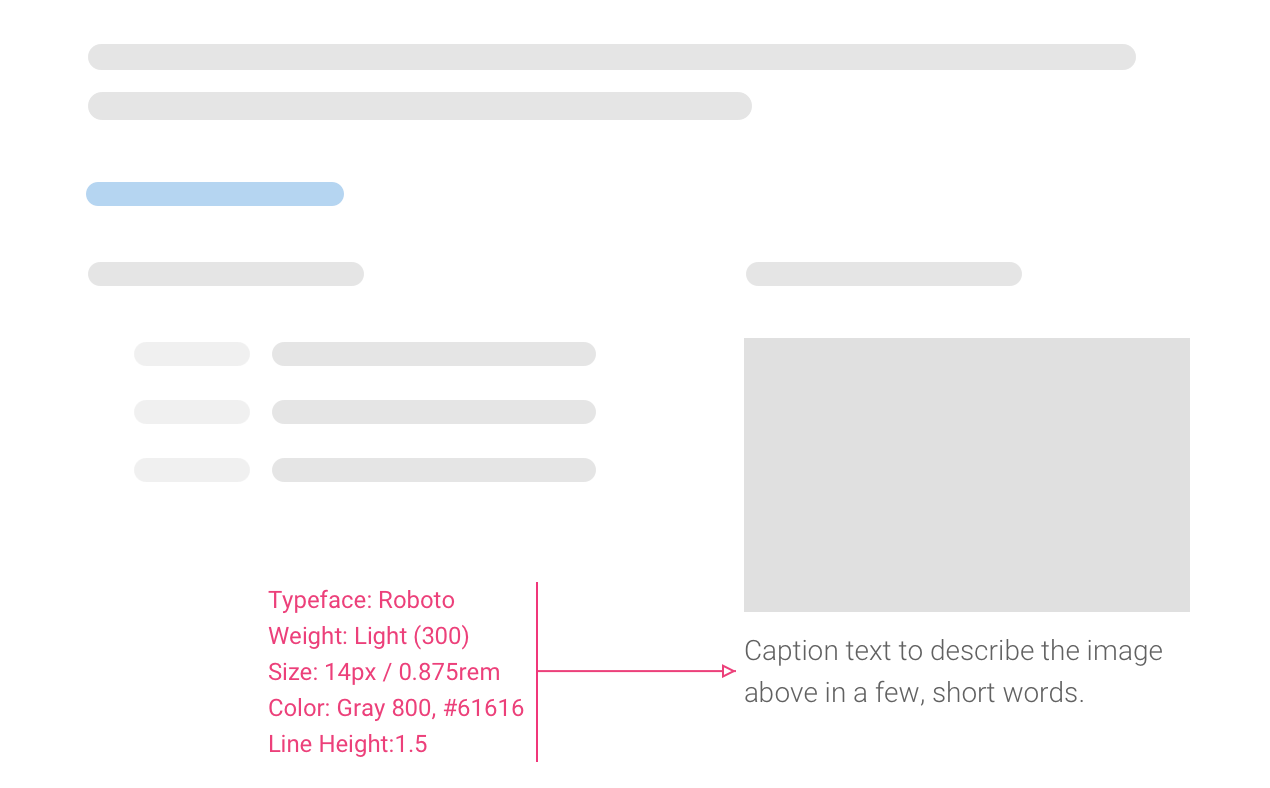 Typeface: Roboto
Weight: Light (300)
Size: 14px / 0.875rem
Color: Gray 800, #61616
Line Height:1.5
Caption text to describe the image
above in a few, short words.